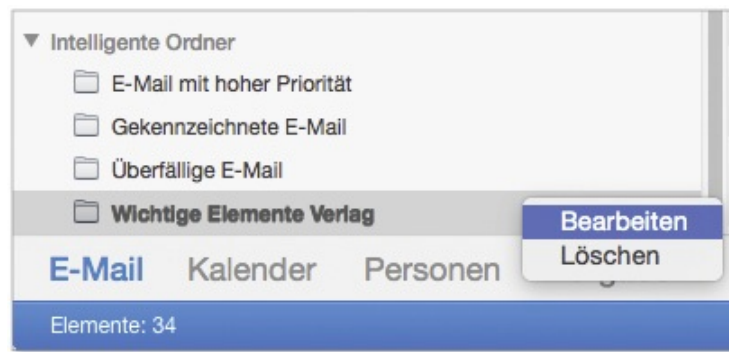 Intelligente Ordner
E-Mail mit hoher Priorität
Gekennzeichnete E-Mail
Überfällige E-Mail
Wichtige Elemente Verlag
Bearbeiten
Löschen
E-Mail Kalender Personen
Elemente: 34